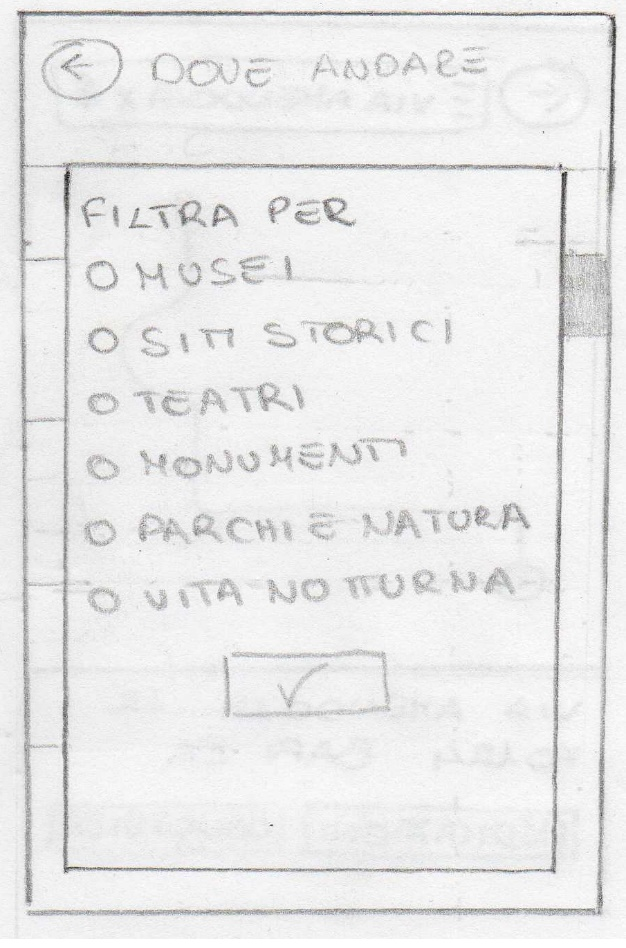 DOVE ANDARE
FILTRA PER
MUSEI
SITI STORICI
TEATRI
MONUMENTI
PARCHI E NATURA
VITA NOTTURNA